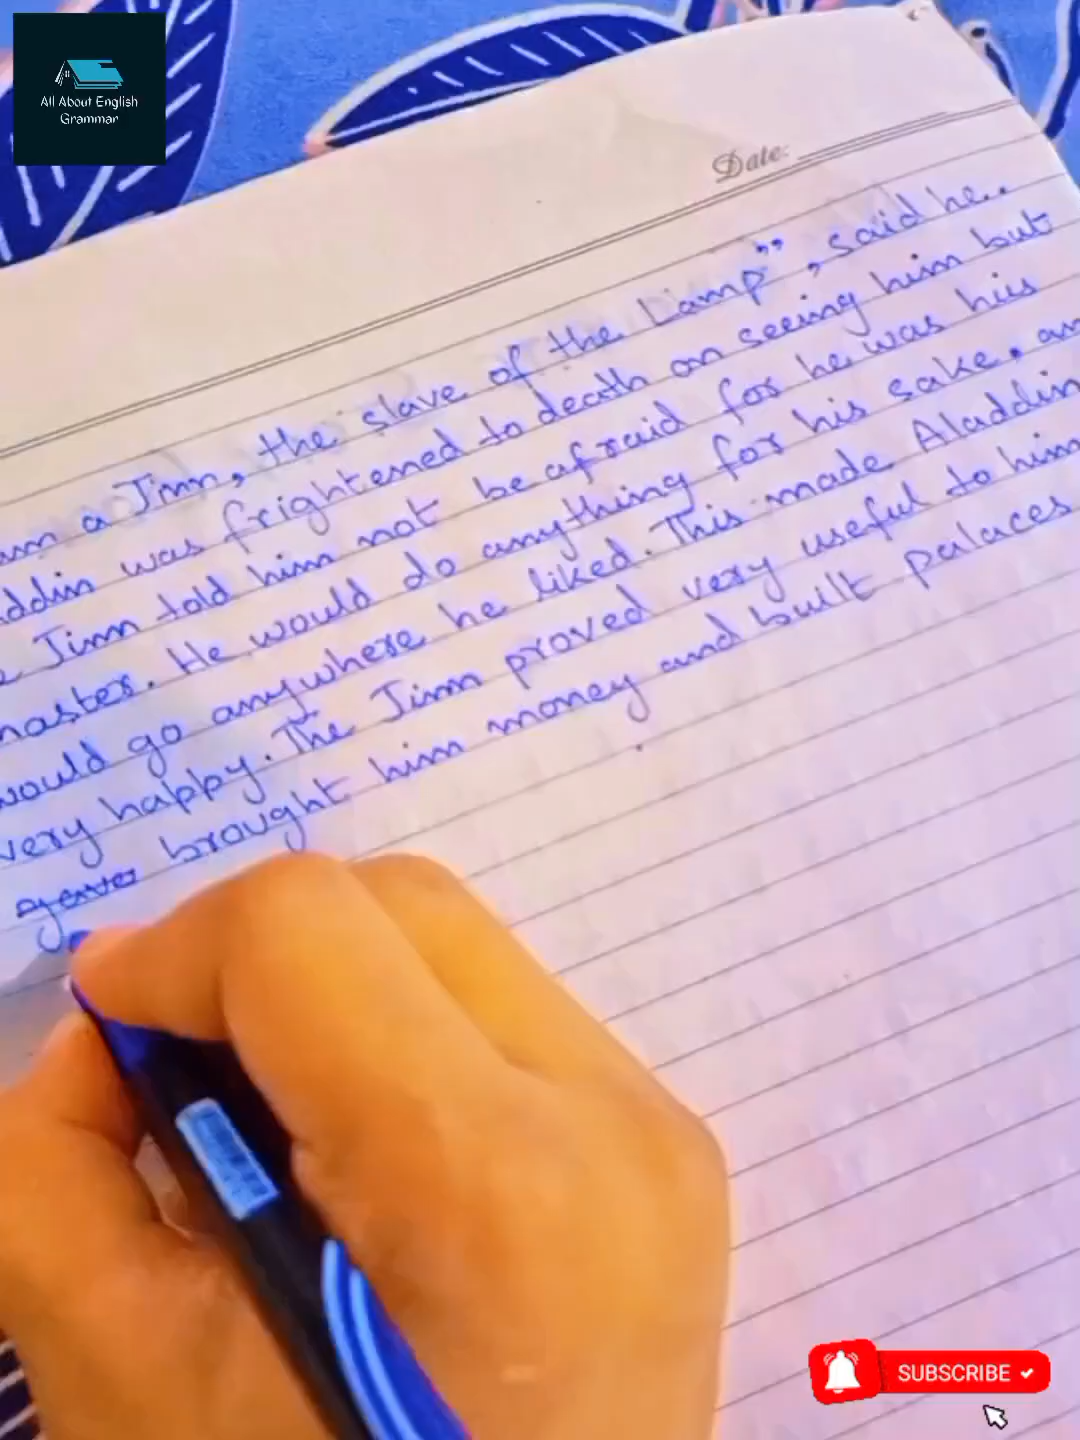 All About English
Grammar
Date:
am a Jinn, the slave of the Lamp", said he..
addin was frightened to death on seeing him but
e Jinn told him not be afraid for he was his
master. He would do anything for his sake, an
would go anywhere he liked. This made Aladdin
very happy. The Jinn proved very useful to him
brought him money and built palaces
SUBSCRIBE